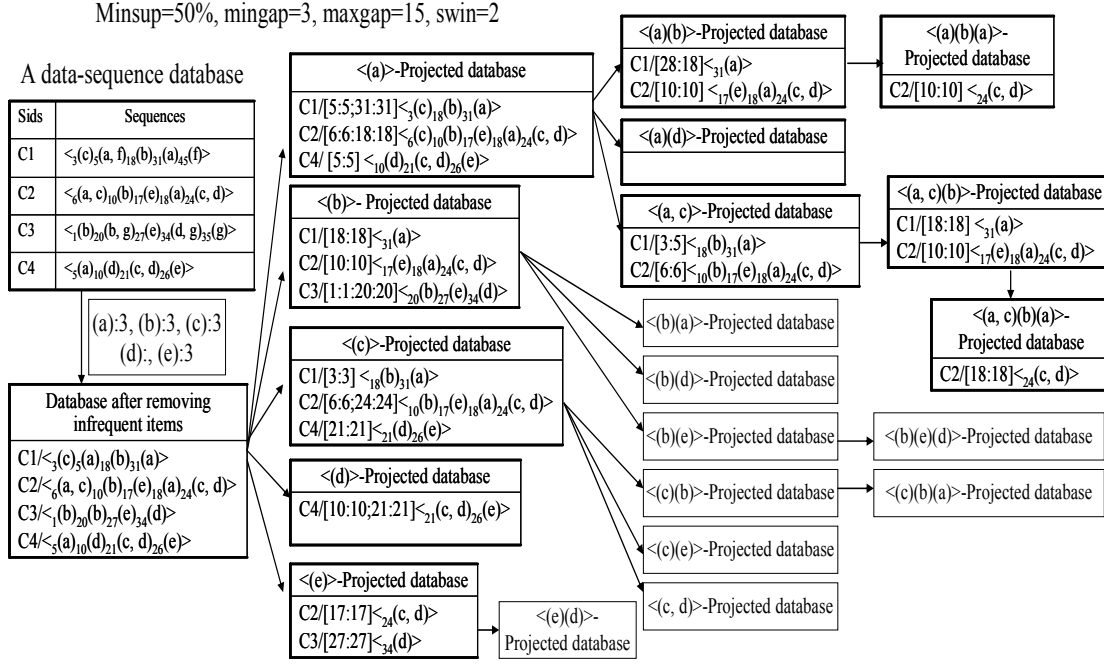 Minsup=50%, mingap=3, maxgap=15, swin=2
A data-sequence database
Sids Sequences
C1 <₃(c)₅(a, f)₁₈(b)₃₁(a)₄₅(f)>
C2 <₆(a, c)₁₀(b)₁₇(e)₁₈(a)₂₄(c, d)>
C3 <₁(b)₂₀(b, g)₂₇(e)₃₄(d, g)₃₅(g)>
C4 <₅(a)₁₀(d)₂₁(c, d)₂₆(e)>
(a):3, (b):3, (c):3
(d):, (e):3
Database after removing
infrequent items
C1/<₃(c)₅(a)₁₈(b)₃₁(a)>
C2/<₆(a, c)₁₀(b)₁₇(e)₁₈(a)₂₄(c, d)>
C3/<₁(b)₂₀(b)₂₇(e)₃₄(d)>
C4/<₅(a)₁₀(d)₂₁(c, d)₂₆(e)>
<(a)>-Projected database
C1/[5:5;31:31]<₃(c)₁₈(b)₃₁(a)>
C2/[6:6:18:18]<₆(c)₁₀(b)₁₇(e)₁₈(a)₂₄(c, d)>
C4/ [5:5] <₁₀(d)₂₁(c, d)₂₆(e)>
<(b)>- Projected database
C1/[18:18]<₃₁(a)>
C2/[10:10]<₁₇(e)₁₈(a)₂₄(c, d)>
C3/[1:1:20:20]<₂₀(b)₂₇(e)₃₄(d)>
<(c)>-Projected database
C1/[3:3] <₁₈(b)₃₁(a)>
C2/[6:6;24:24]<₁₀(b)₁₇(e)₁₈(a)₂₄(c, d)>
C4/[21:21]<₂₁(d)₂₆(e)>
<(d)>-Projected database
C4/[10:10;21:21]<₂₁(c, d)₂₆(e)>
<(e)>-Projected database
C2/[17:17]<₂₄(c, d)>
C3/[27:27]<₃₄(d)>
<(e)(d)>-
Projected database
<(a)(b)>-Projected database
C1/[28:18]<₃₁(a)>
C2/[10:10] <₁₇(e)₁₈(a)₂₄(c, d)>
<(a)(d)>-Projected database
<(a, c)>-Projected database
C1/[3:5]<₁₈(b)₃₁(a)>
C2/[6:6]<₁₀(b)₁₇(e)₁₈(a)₂₄(c, d)>
<(b)(a)>-Projected database
<(b)(d)>-Projected database
<(b)(e)>-Projected database
<(c)(b)>-Projected database
<(c)(e)>-Projected database
<(c, d)>-Projected database
<(a)(b)(a)>-
Projected database
C2/[10:10] <₂₄(c, d)>
<(a, c)(b)>-Projected database
C1/[18:18] <₃₁(a)>
C2/[10:10]<₁₇(e)₁₈(a)₂₄(c, d)>
<(a, c)(b)(a)>-
Projected database
C2/[18:18]<₂₄(c, d)>
<(b)(e)(d)>-Projected database
<(c)(b)(a)>-Projected database